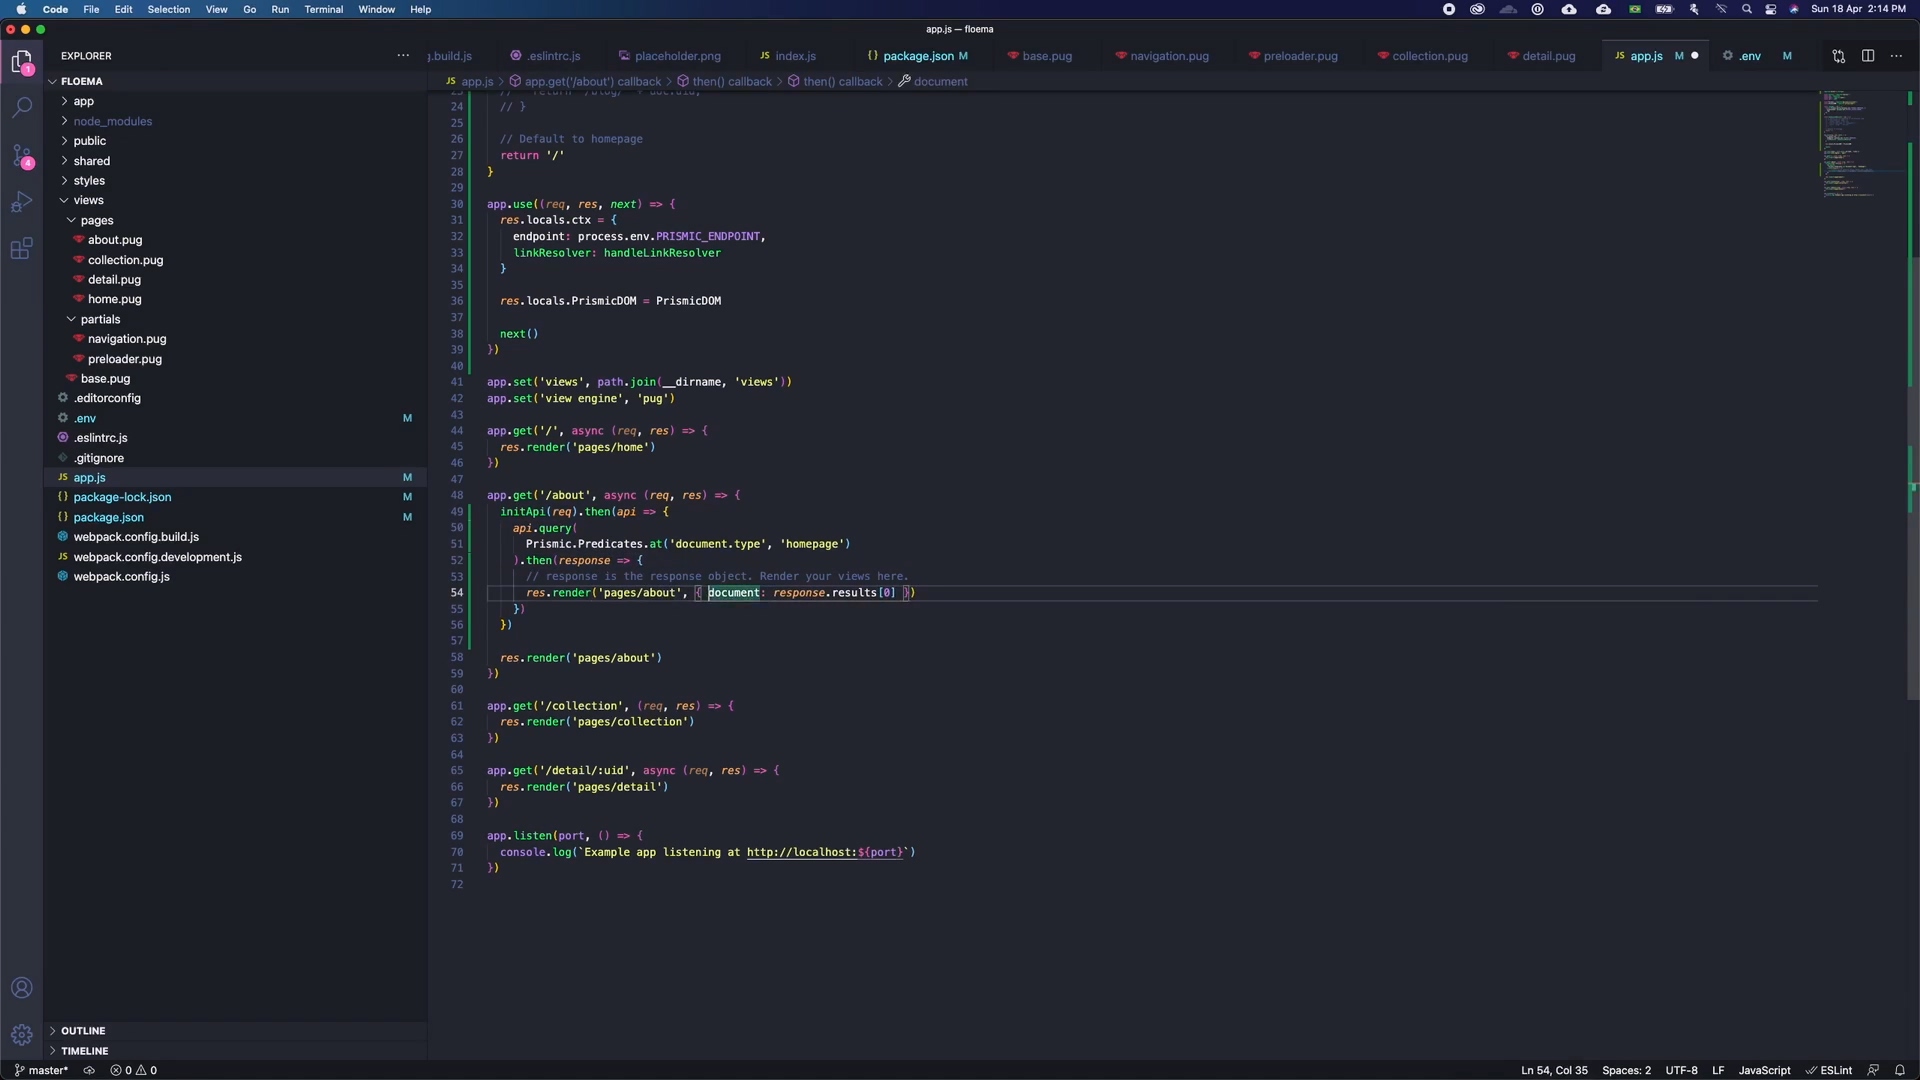 Code File Edit Selection View Go Run Terminal Window Help Sun 18 Apr 2:14 PM
app.js — floema
EXPLORER
g.build.js .eslintrc.js placeholder.png JS index.js {} package.json M base.pug navigation.pug preloader.pug collection.pug detail.pug JS app.js M .env M
JS app.js > app.get('/about') callback > then() callback > then() callback > document
FLOEMA
app
node_modules
public
shared
styles
views
pages
about.pug
collection.pug
detail.pug
home.pug
partials
navigation.pug
preloader.pug
base.pug
.editorconfig
.env M
.eslintrc.js
.gitignore
JS app.js M
{} package-lock.json M
{} package.json M
webpack.config.build.js
JS webpack.config.development.js
webpack.config.js
OUTLINE
TIMELINE
1
4
23 // return '/blog/' + doc.uid;
24 // }
25
26 // Default to homepage
27 return '/'
28 }
29
30 app.use((req, res, next) => {
31 res.locals.ctx = {
32 endpoint: process.env.PRISMIC_ENDPOINT,
33 linkResolver: handleLinkResolver
34 }
35
36 res.locals.PrismicDOM = PrismicDOM
37
38 next()
39 })
40
41 app.set('views', path.join(__dirname, 'views'))
42 app.set('view engine', 'pug')
43
44 app.get('/', async (req, res) => {
45 res.render('pages/home')
46 })
47
48 app.get('/about', async (req, res) => {
49 initApi(req).then(api => {
50 api.query(
51 Prismic.Predicates.at('document.type', 'homepage')
52 ).then(response => {
53 // response is the response object. Render your views here.
54 res.render('pages/about', { document: response.results[0] })
55 })
56 })
57
58 res.render('pages/about')
59 })
60
61 app.get('/collection', (req, res) => {
62 res.render('pages/collection')
63 })
64
65 app.get('/detail/:uid', async (req, res) => {
66 res.render('pages/detail')
67 })
68
69 app.listen(port, () => {
70 console.log(`Example app listening at http://localhost:${port}`)
71 })
72
master* 0 0 Ln 54, Col 35 Spaces: 2 UTF-8 LF JavaScript ESLint